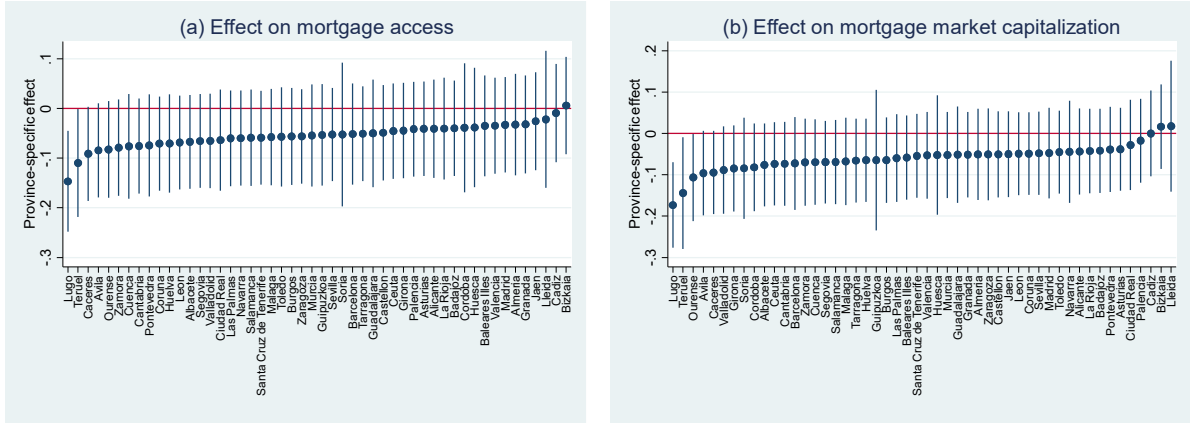 (a) Effect on mortgage access
Province-specificeffect
.1
0
-.1
-.2
-.3
Lugo
Teruel
Caceres
Avila
Ourense
Zamora
Cuenca
Cantabria
Pontevedra
Coruna
Huelva
Leon
Albacete
Segovia
Valladolid
Ciudad Real
Las Palmas
Navarra
Salamanca
Santa Cruz de Tenerife
Malaga
Toledo
Burgos
Zaragoza
Murcia
Guipuzkoa
Sevilla
Soria
Barcelona
Tarragona
Guadalajara
Castellon
Ceuta
Girona
Palencia
Asturias
Alicante
La Rioja
Badajoz
Cordoba
Huesca
Baleares Illes
Valencia
Madrid
Almeria
Granada
Jaén
Lleida
Cadiz
Bizkaia
(b) Effect on mortgage market capitalization
Province-specificeffect
.2
.1
0
-.1
-.2
-.3
Lugo
Teruel
Ourense
Avila
Caceres
Valladolid
Girona
Soria
Cordoba
Albacete
Ceuta
Cantabria
Barcelona
Zamora
Cuenca
Segovia
Salamanca
Malaga
Tarragona
Huelva
Guipuzkoa
Burgos
Las Palmas
Baleares Illes
Santa Cruz de Tenerife
Valencia
Huesca
Murcia
Guadalajara
Granada
Almeria
Zaragoza
Castellon
Jaen
Leon
Coruna
Sevilla
Madrid
Toledo
Navarra
Alicante
La Rioja
Badajoz
Pontevedra
Asturias
Ciudad Real
Palencia
Cadiz
Bizkaia
Lleida